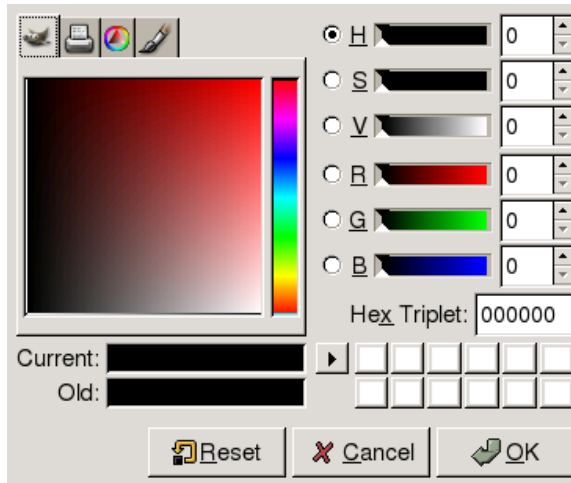 H 0
S 0
V 0
R 0
G 0
B 0
Hex Triplet: 000000
Current:
Old:
Reset Cancel OK